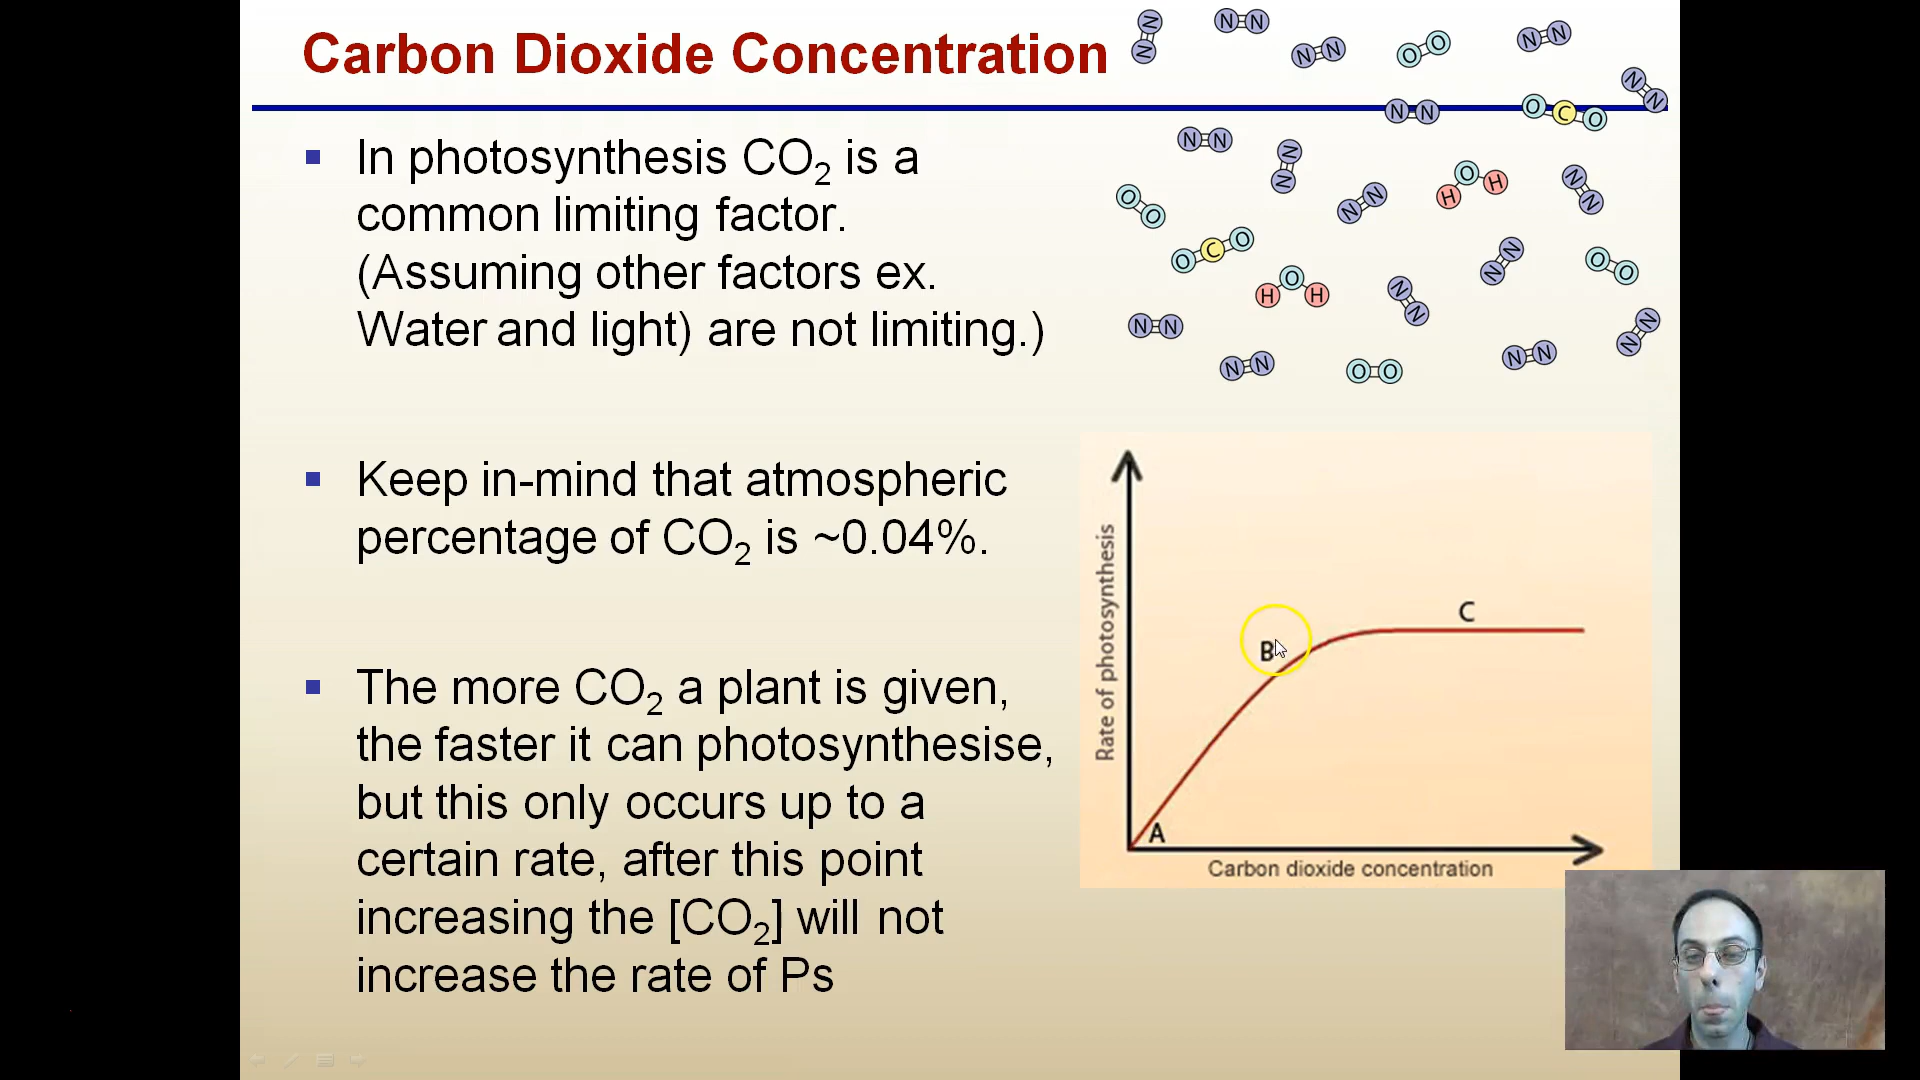 Carbon Dioxide Concentration
In photosynthesis CO₂ is a
common limiting factor.
(Assuming other factors ex.
Water and light) are not limiting.)
Keep in-mind that atmospheric
percentage of CO₂ is ~0.04%.
The more CO₂ a plant is given,
the faster it can photosynthesise,
but this only occurs up to a
certain rate, after this point
increasing the [CO₂] will not
increase the rate of Ps
N N
N N
N N
O O
N N
N N
N N
O C O
N N
N N
O O
N N
H O H
N N
O C O
H O H
N N
N N
O O
N N
N N
O O
N N
N N
Rate of photosynthesis
A
B
C
Carbon dioxide concentration